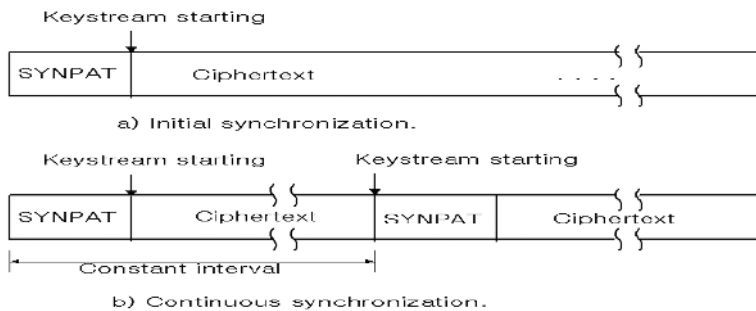 Keystream starting
SYNPAT Ciphertext . . . .
a) Initial synchronization.
Keystream starting Keystream starting
SYNPAT Ciphertext SYNPAT Ciphertext
Constant interval
b) Continuous synchronization.